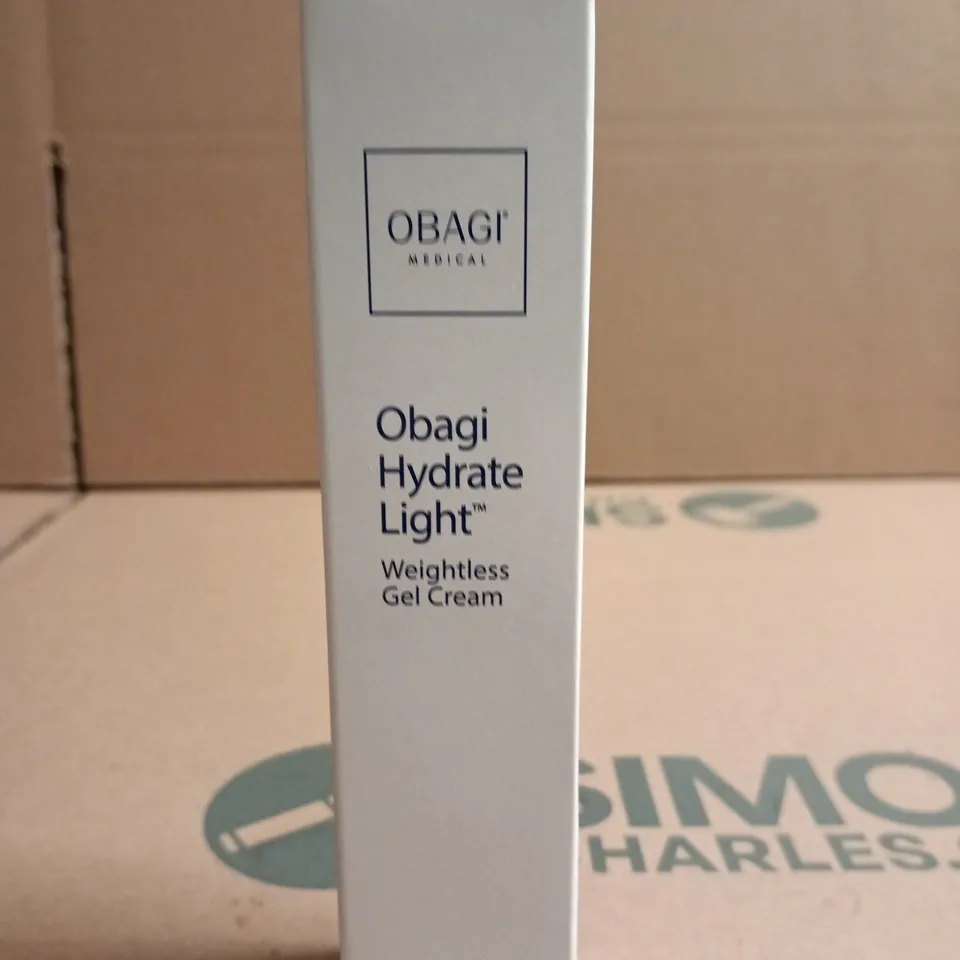 OBAGI®
MEDICAL
Obagi
Hydrate
Light™
Weightless
Gel Cream
SIMO
HARLES.